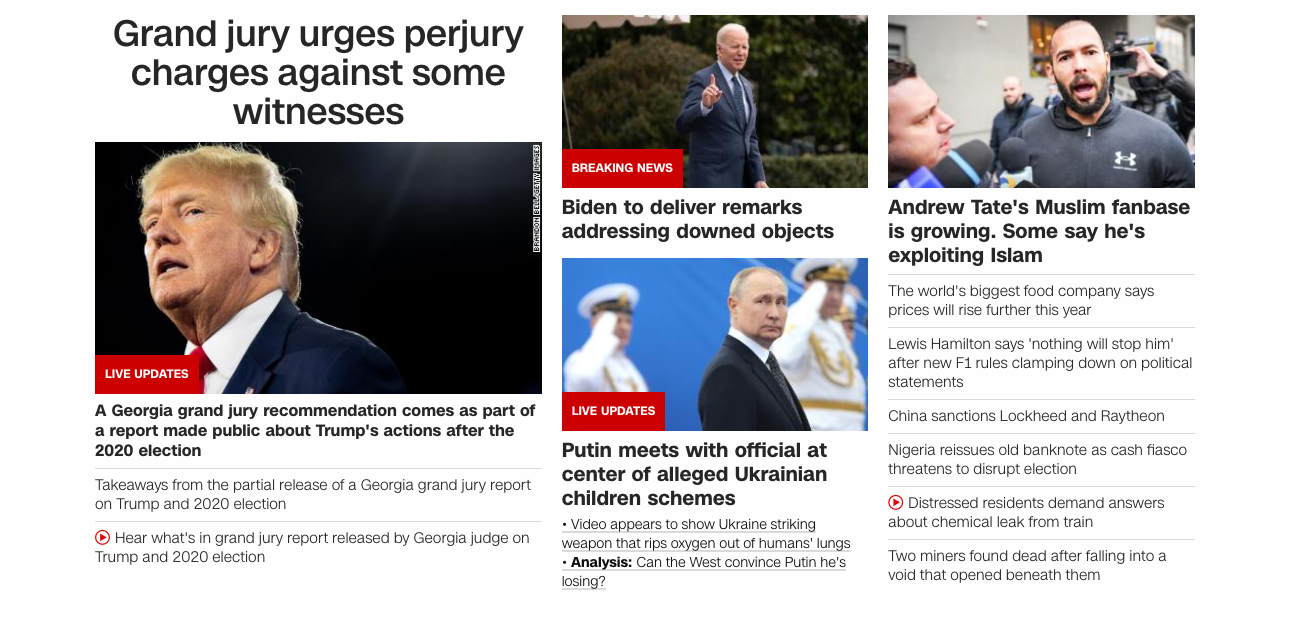 Grand jury urges perjury
charges against some
witnesses
BRANDON BELL/GETTY IMAGES
LIVE UPDATES
A Georgia grand jury recommendation comes as part of
a report made public about Trump's actions after the
2020 election
Takeaways from the partial release of a Georgia grand jury report
on Trump and 2020 election
Hear what's in grand jury report released by Georgia judge on
Trump and 2020 election
BREAKING NEWS
Biden to deliver remarks
addressing downed objects
LIVE UPDATES
Putin meets with official at
center of alleged Ukrainian
children schemes
• Video appears to show Ukraine striking
weapon that rips oxygen out of humans' lungs
• Analysis: Can the West convince Putin he's
losing?
Andrew Tate's Muslim fanbase
is growing. Some say he's
exploiting Islam
The world's biggest food company says
prices will rise further this year
Lewis Hamilton says 'nothing will stop him'
after new F1 rules clamping down on political
statements
China sanctions Lockheed and Raytheon
Nigeria reissues old banknote as cash fiasco
threatens to disrupt election
Distressed residents demand answers
about chemical leak from train
Two miners found dead after falling into a
void that opened beneath them